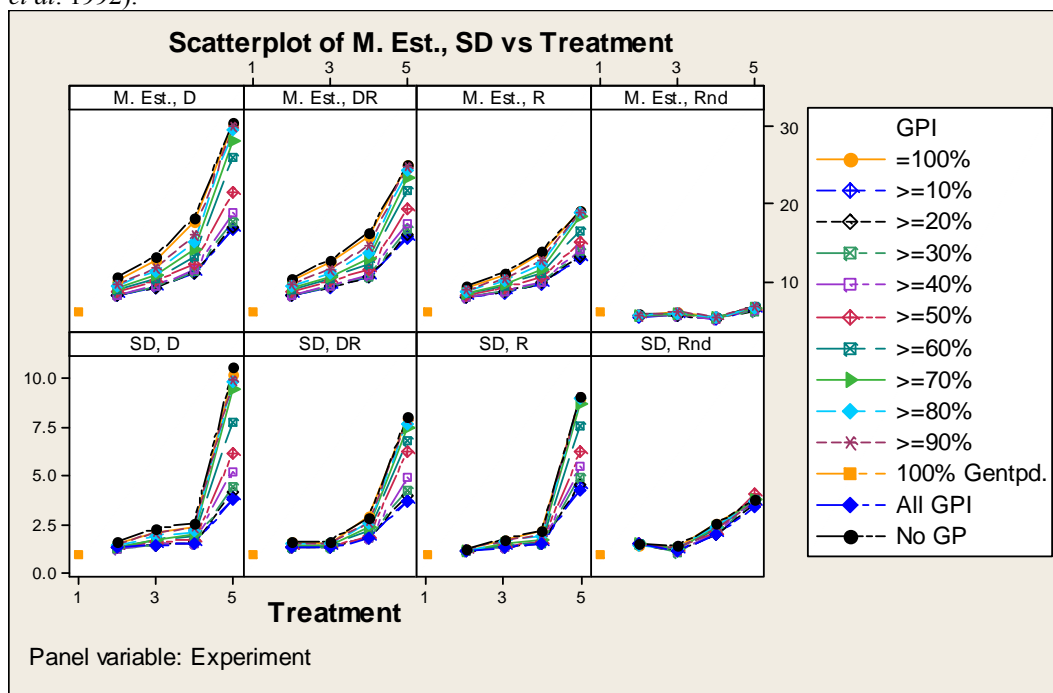 et al. 1992).
Scatterplot of M. Est., SD vs Treatment
1 3 5 1 3 5
M. Est., D M. Est., DR M. Est., R M. Est., Rnd
30
20
10
SD, D SD, DR SD, R SD, Rnd
10.0
7.5
5.0
2.5
0.0
1 3 5 1 3 5
Treatment
Panel variable: Experiment
GPI
=100%
>=10%
>=20%
>=30%
>=40%
>=50%
>=60%
>=70%
>=80%
>=90%
100% Gentpd.
All GPI
No GP